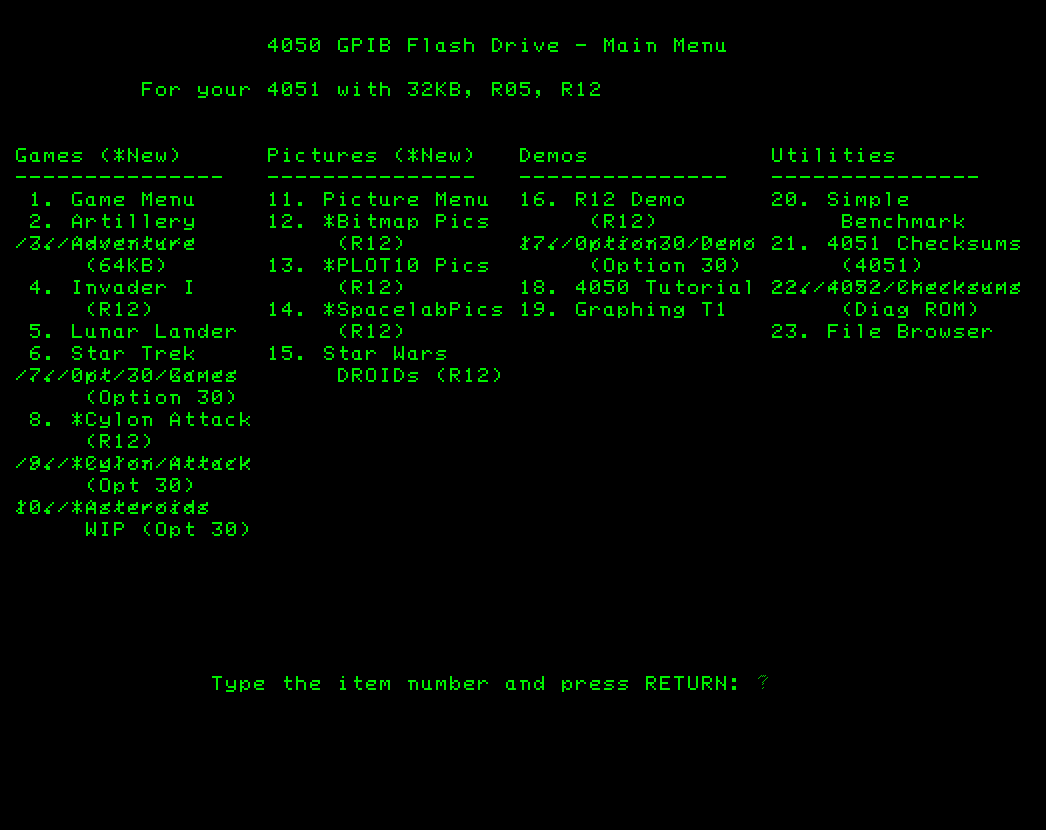 4050 GPIB Flash Drive - Main Menu
For your 4051 with 32KB, R05, R12
Games (*New)
---------------
1. Game Menu
2. Artillery
3. Adventure
(64KB)
4. Invader I
(R12)
5. Lunar Lander
6. Star Trek
7. Opt 30 Games
(Option 30)
8. *Cylon Attack
(R12)
9. *Cylon Attack
(Opt 30)
10. *Asteroids
WIP (Opt 30)
Pictures (*New)
---------------
11. Picture Menu
12. *Bitmap Pics
(R12)
13. *PLOT10 Pics
(R12)
14. *SpacelabPics
(R12)
15. Star Wars
DROIDs (R12)
Demos
---------------
16. R12 Demo
(R12)
17. Option30 Demo
(Option 30)
18. 4050 Tutorial
19. Graphing T1
Utilities
---------------
20. Simple
Benchmark
21. 4051 Checksums
(4051)
22. 4052 Checksums
(Diag ROM)
23. File Browser
Type the item number and press RETURN: ?